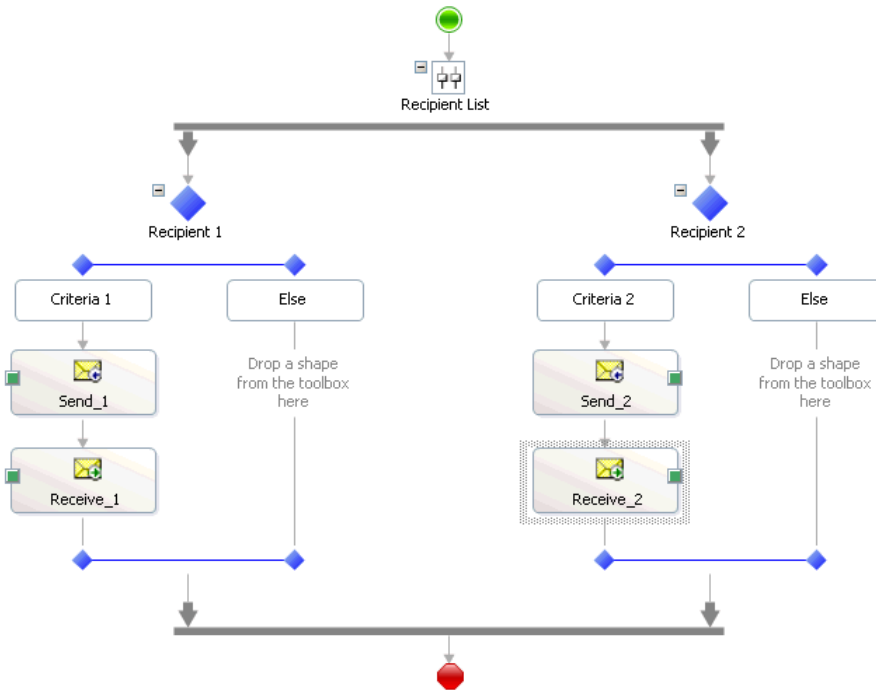 Recipient List
Recipient 1
Recipient 2
Criteria 1
Else
Criteria 2
Else
Send_1
Drop a shape
from the toolbox
here
Send_2
Drop a shape
from the toolbox
here
Receive_1
Receive_2